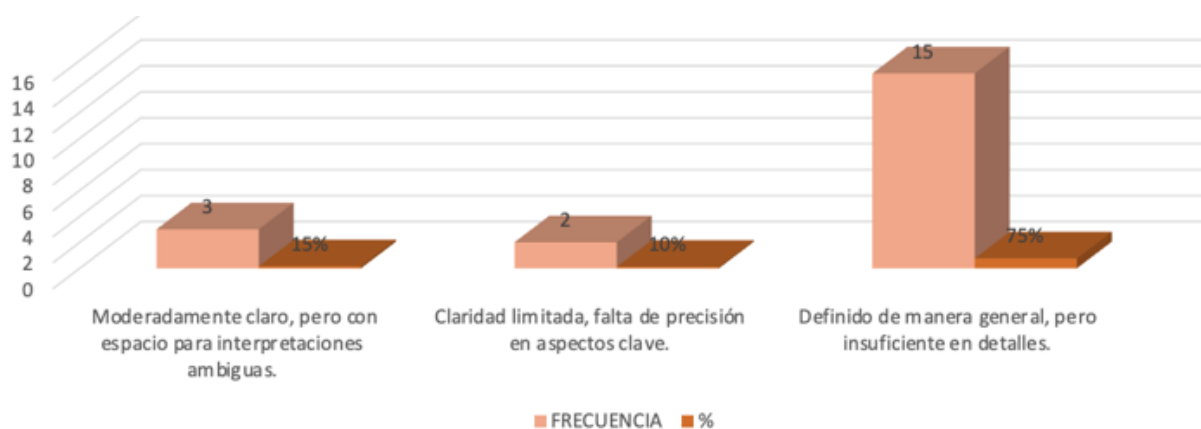 16
14
12
10
8
6
4
2
0
3
15%
2
10%
15
75%
Moderadamente claro, pero con
espacio para interpretaciones
ambiguas.
Claridad limitada, falta de precisión
en aspectos clave.
Definido de manera general, pero
insuficiente en detalles.
FRECUENCIA %